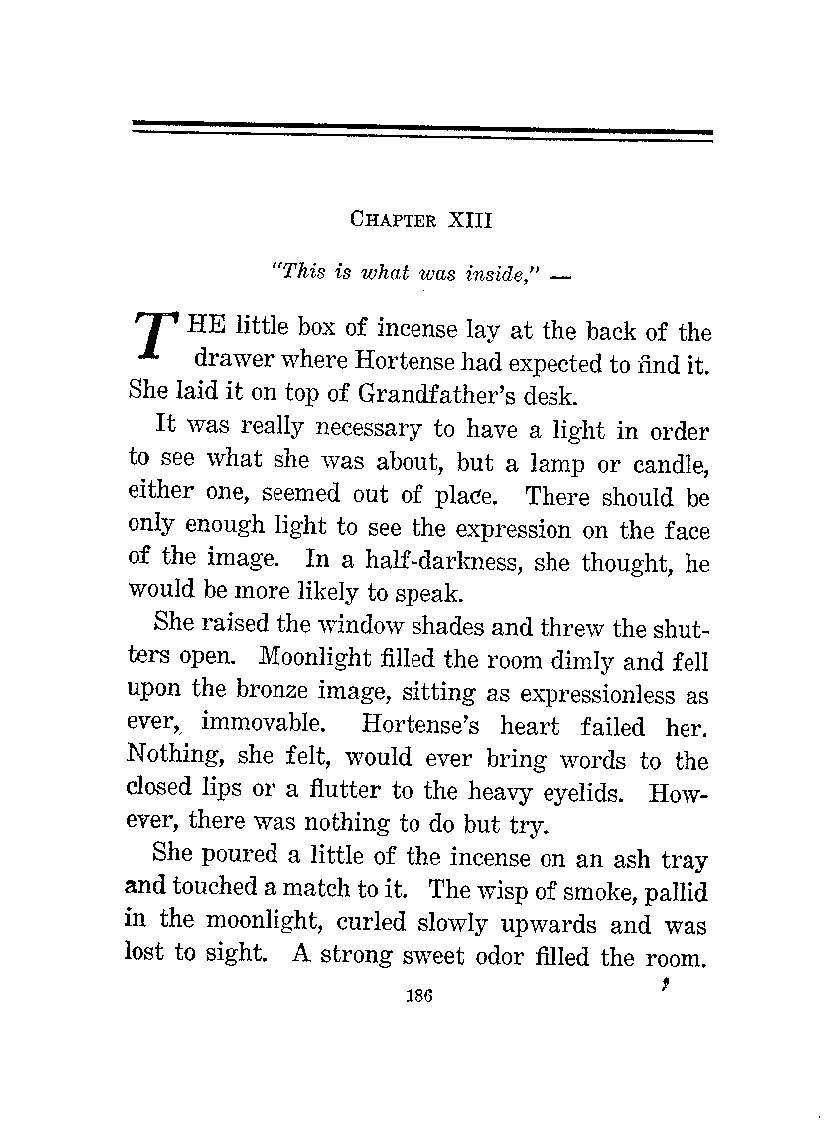 CHAPTER XIII
"This is what was inside," —
THE little box of incense lay at the back of the
drawer where Hortense had expected to find it.
She laid it on top of Grandfather's desk.
It was really necessary to have a light in order
to see what she was about, but a lamp or candle,
either one, seemed out of place. There should be
only enough light to see the expression on the face
of the image. In a half-darkness, she thought, he
would be more likely to speak.
She raised the window shades and threw the shut-
ters open. Moonlight filled the room dimly and fell
upon the bronze image, sitting as expressionless as
ever, immovable. Hortense's heart failed her.
Nothing, she felt, would ever bring words to the
closed lips or a flutter to the heavy eyelids. How-
ever, there was nothing to do but try.
She poured a little of the incense on an ash tray
and touched a match to it. The wisp of smoke, pallid
in the moonlight, curled slowly upwards and was
lost to sight. A strong sweet odor filled the room.
186